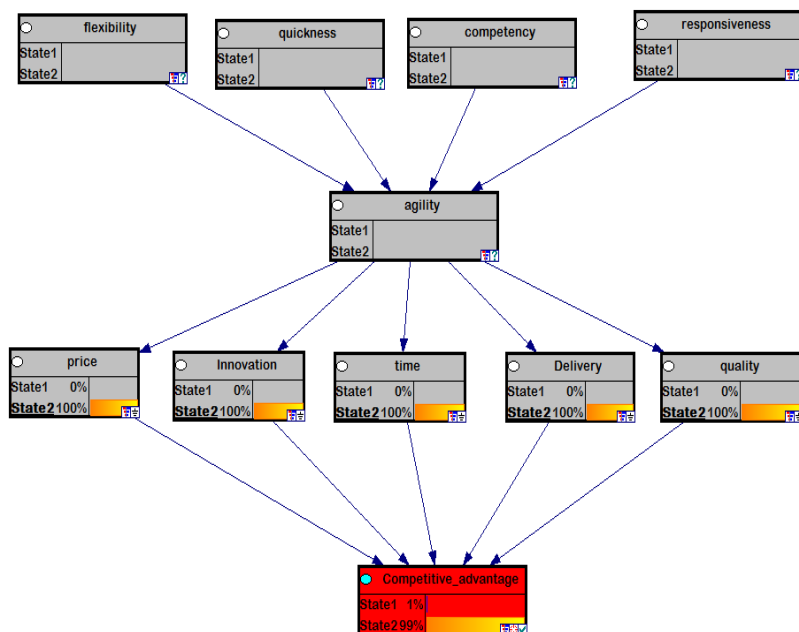 flexibility
State1
State2
quickness
State1
State2
competency
State1
State2
responsiveness
State1
State2
agility
State1
State2
price
State1 0%
State2 100%
Innovation
State1 0%
State2 100%
time
State1 0%
State2 100%
Delivery
State1 0%
State2 100%
quality
State1 0%
State2 100%
Competitive_advantage
State1 1%
State2 99%